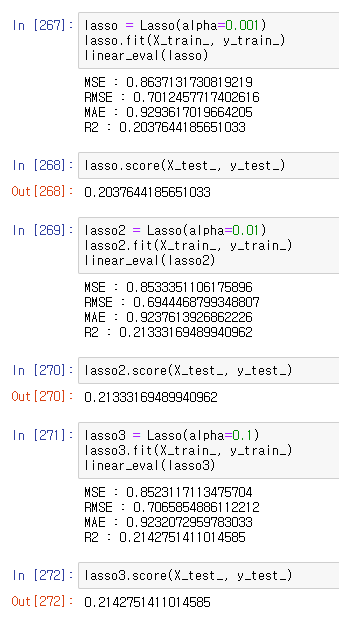 In [267]: lasso = Lasso(alpha=0.001)
lasso.fit(X_train_, y_train_)
linear_eval(lasso)
MSE : 0.8637131730819219
RMSE : 0.7012457717402616
MAE : 0.9293617019664205
R2 : 0.2037644185651033
In [268]: lasso.score(X_test_, y_test_)
Out[268]: 0.2037644185651033
In [269]: lasso2 = Lasso(alpha=0.01)
lasso2.fit(X_train_, y_train_)
linear_eval(lasso2)
MSE : 0.8533351106175896
RMSE : 0.6944468799348807
MAE : 0.9237613926862226
R2 : 0.21333169489940962
In [270]: lasso2.score(X_test_, y_test_)
Out[270]: 0.21333169489940962
In [271]: lasso3 = Lasso(alpha=0.1)
lasso3.fit(X_train_, y_train_)
linear_eval(lasso3)
MSE : 0.8523117113475704
RMSE : 0.7065854886112212
MAE : 0.9232072959783033
R2 : 0.2142751411014585
In [272]: lasso3.score(X_test_, y_test_)
Out[272]: 0.2142751411014585